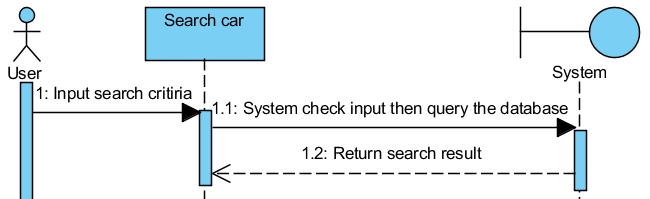 Search car
User
System
1: Input search critiria
1.1: System check input then query the database
1.2: Return search result